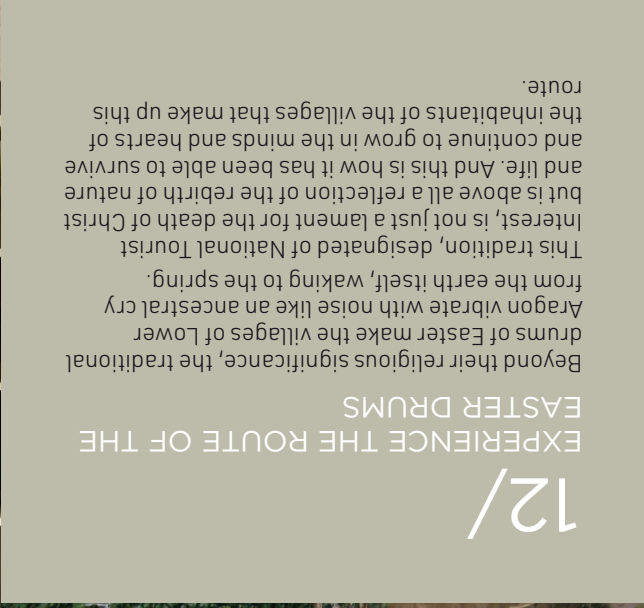 12/
EXPERIENCE THE ROUTE OF THE
EASTER DRUMS
Beyond their religious significance, the traditional
drums of Easter make the villages of Lower
Aragon vibrate with noise like an ancestral cry
from the earth itself, waking to the spring.
This tradition, designated of National Tourist
Interest, is not just a lament for the death of Christ
but is above all a reflection of the rebirth of nature
and life. And this is how it has been able to survive
and continue to grow in the minds and hearts of
the inhabitants of the villages that make up this
route.